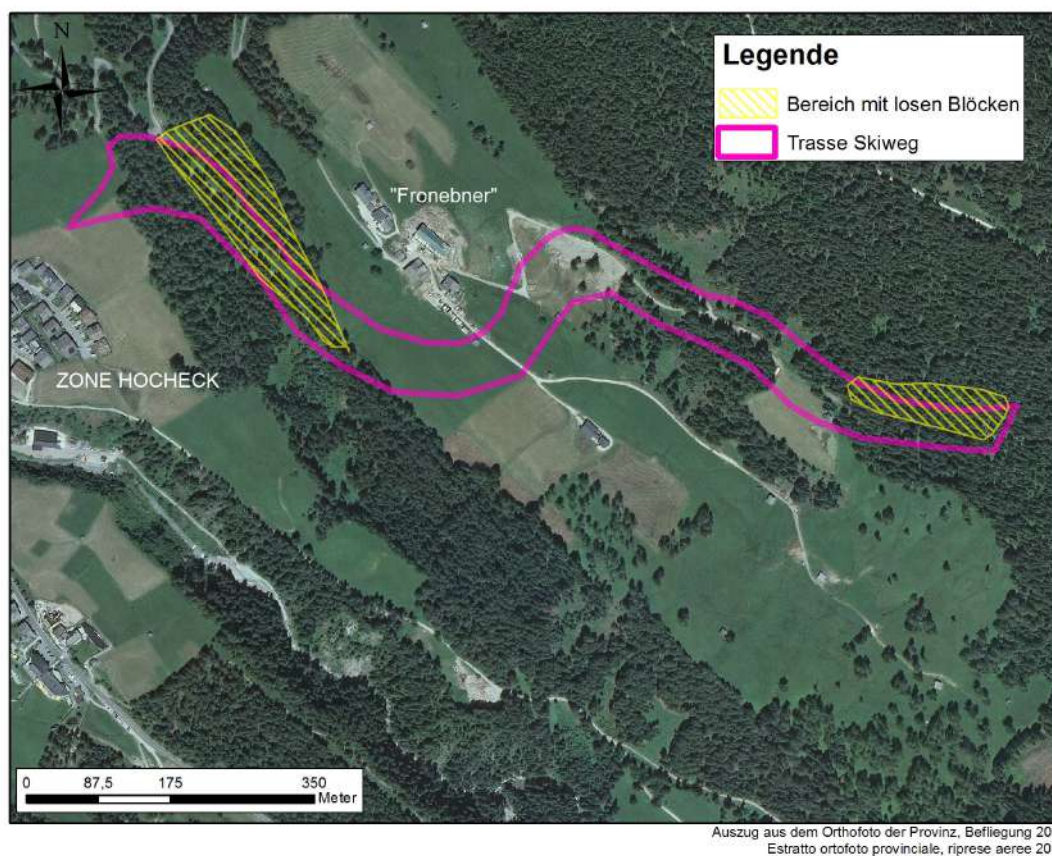 N
Legende
Bereich mit losen Blöcken
Trasse Skiweg
"Fronebner"
ZONE HOCHECK
0 87,5 175 350
Meter
Auszug aus dem Orthofoto der Provinz, Befliegung 20
Estratto ortofoto provinciale, riprese aeree 20